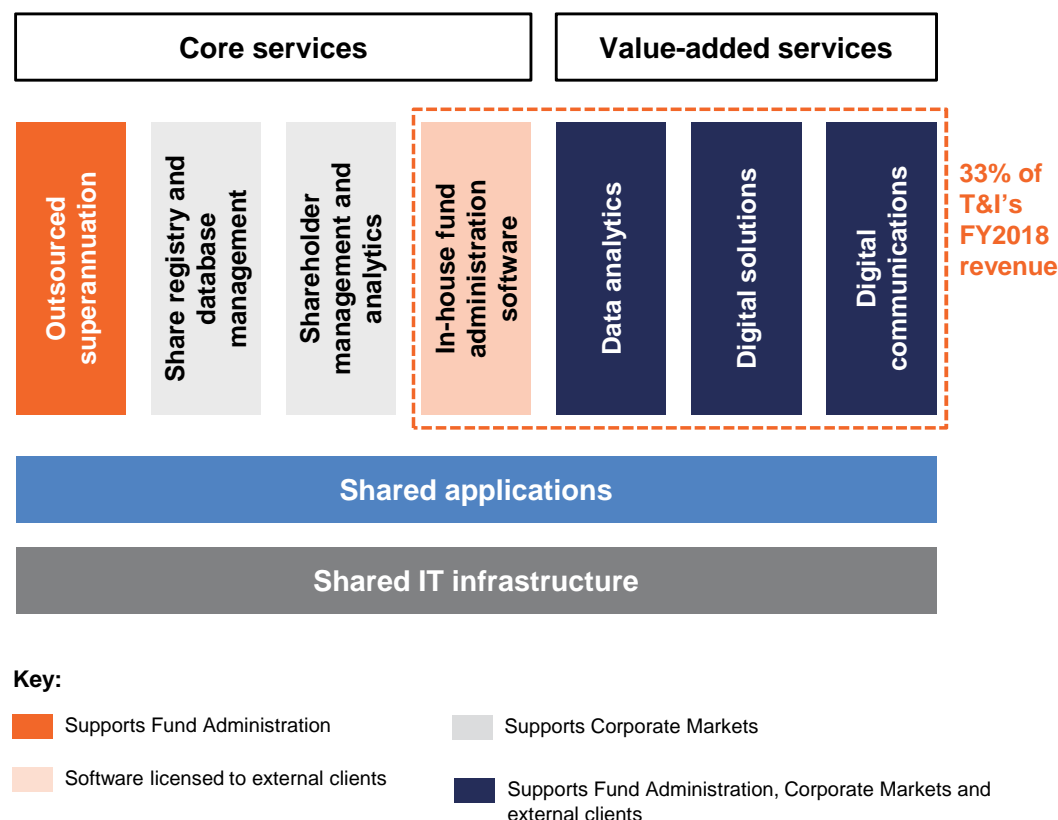 Core services
Value-added services
Outsourced
superannuation
Share registry and
database
management
Shareholder
management and
analytics
In-house fund
administration
software
Data analytics
Digital solutions
Digital
communications
33% of
T&I’s
FY2018
revenue
Shared applications
Shared IT infrastructure
Key:
Supports Fund Administration
Supports Corporate Markets
Software licensed to external clients
Supports Fund Administration, Corporate Markets and
external clients